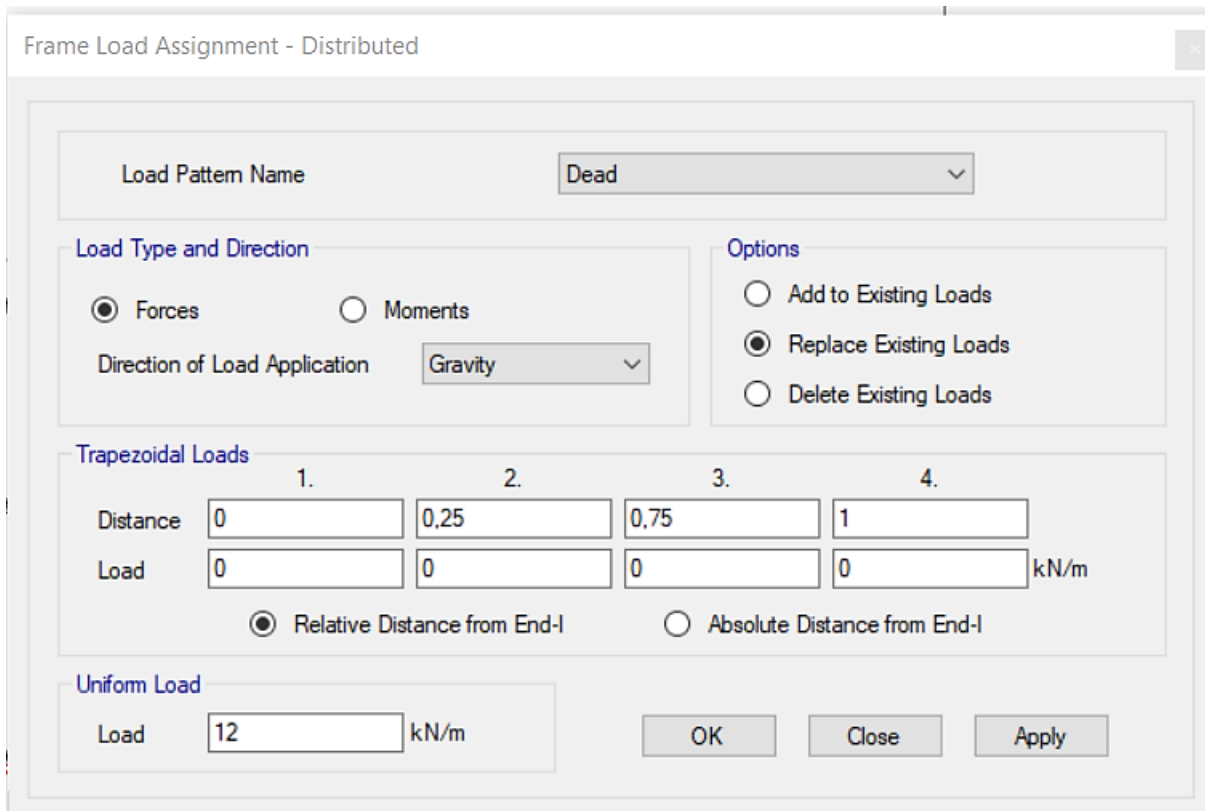 Frame Load Assignment - Distributed
Load Pattern Name Dead
Load Type and Direction
Forces Moments
Direction of Load Application Gravity
Options
Add to Existing Loads
Replace Existing Loads
Delete Existing Loads
Trapezoidal Loads
1. 2. 3. 4.
Distance 0 0,25 0,75 1
Load 0 0 0 0 kN/m
Relative Distance from End-I Absolute Distance from End-I
Uniform Load
Load 12 kN/m
OK Close Apply